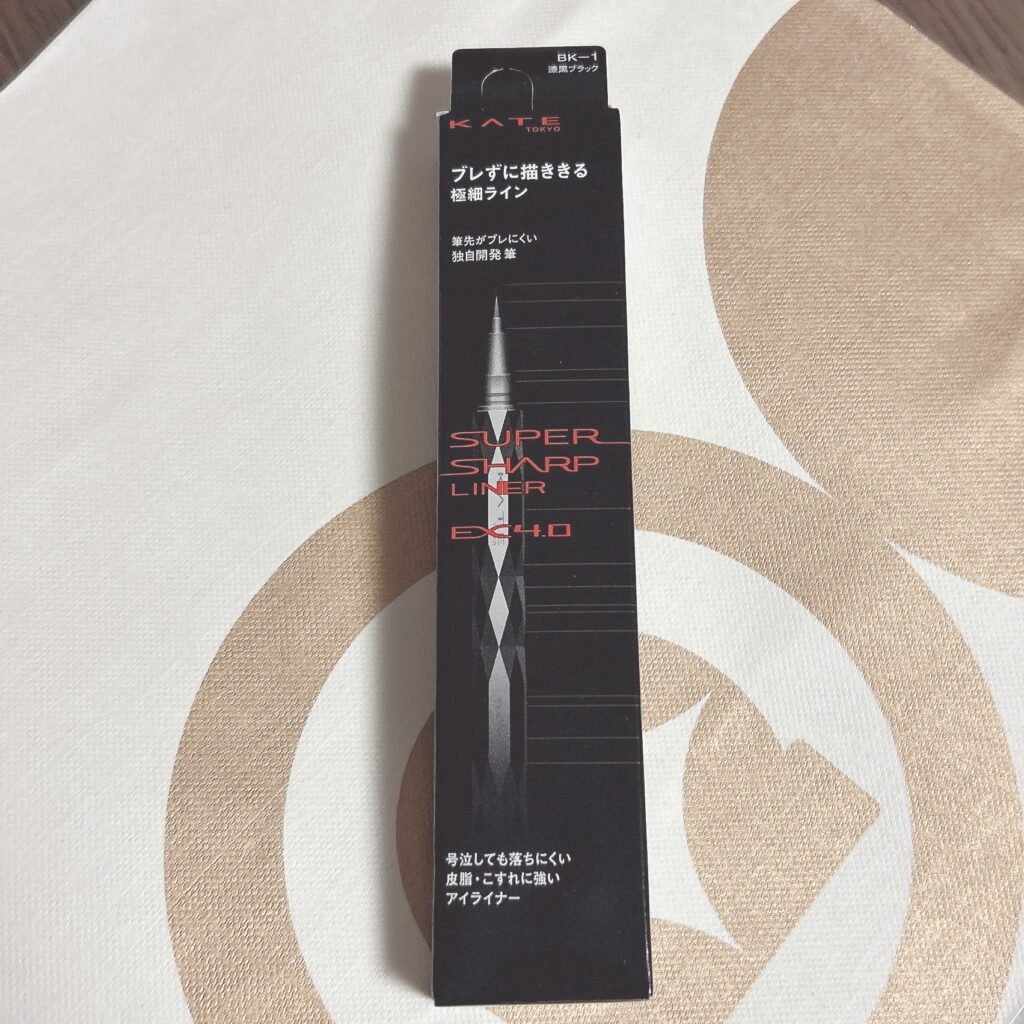 BK-1
漆黒ブラック
KATE
TOKYO
ブレずに描ききる
極細ライン
筆先がブレにくい
独自開発 筆
SUPER
SHARP
LINER
EX4.0
号泣しても落ちにくい
皮脂・こすれに強い
アイライナー